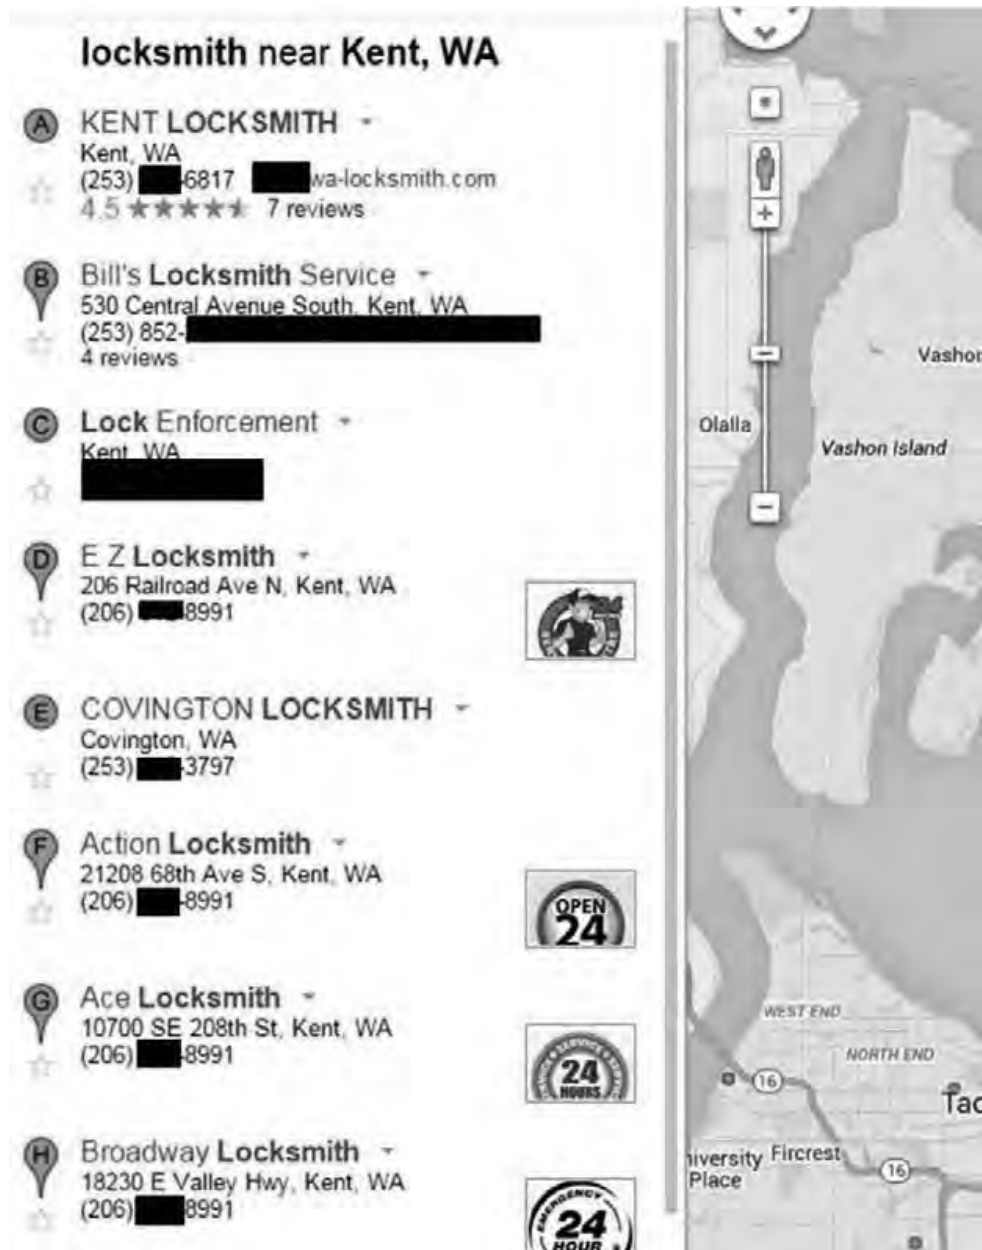 locksmith near Kent, WA
A KENT LOCKSMITH
Kent, WA
(253) -6817 wa-locksmith.com
4.5 7 reviews
B Bill's Locksmith Service
530 Central Avenue South, Kent, WA
(253) 852-
4 reviews
C Lock Enforcement
Kent, WA
D E Z Locksmith
206 Railroad Ave N, Kent, WA
(206) -8991
E COVINGTON LOCKSMITH
Covington, WA
(253) -3797
F Action Locksmith
21208 68th Ave S, Kent, WA
(206) -8991
OPEN
24
G Ace Locksmith
10700 SE 208th St, Kent, WA
(206) -8991
SERVICE
24
HOURS
H Broadway Locksmith
18230 E Valley Hwy, Kent, WA
(206) 8991
EMERGENCY
24
HOUR
Vashon
Olalla
Vashon Island
WEST END
NORTH END
16
Tac
niversity
Place
Fircrest
16